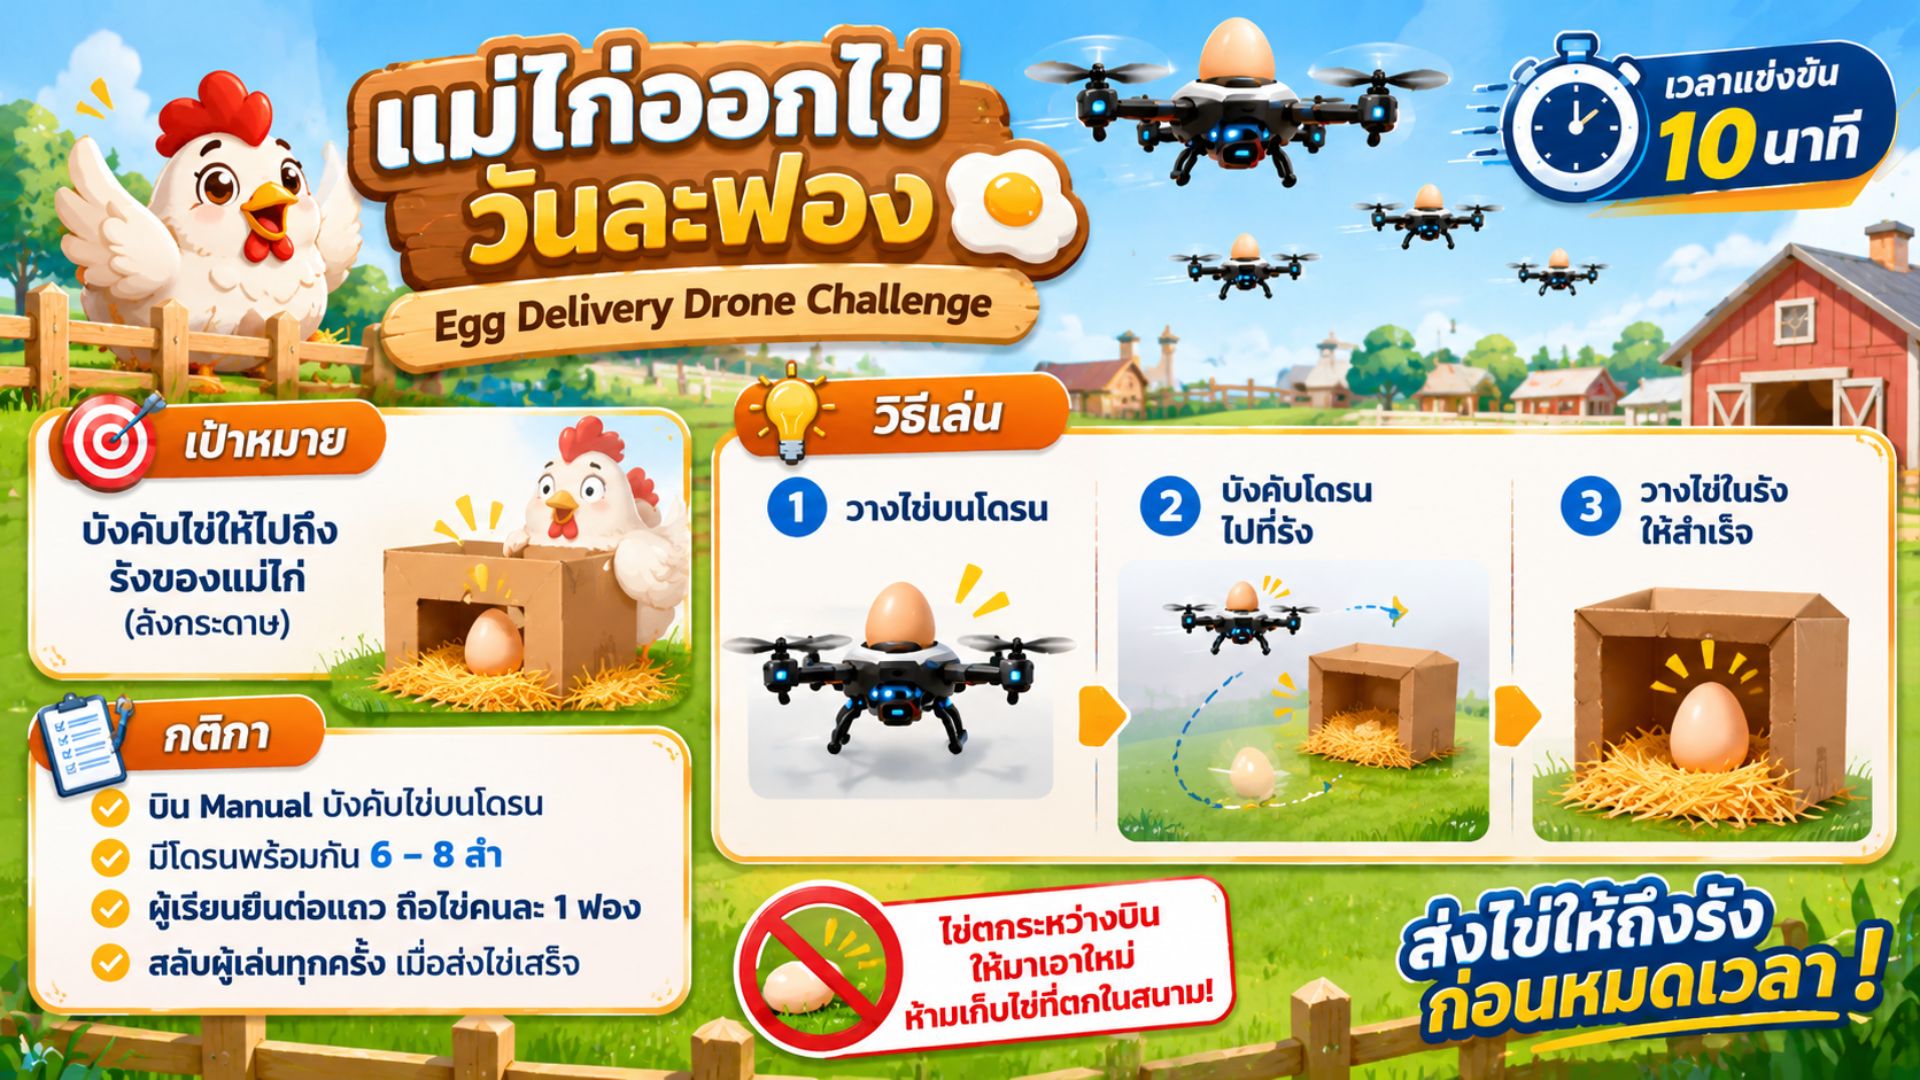 แม่ไก่ออกไข่
วันละฟอง
Egg Delivery Drone Challenge
เวลาแข่งขัน
10 นาที
เป้าหมาย
บังคับไข่ให้ไปถึง
รังของแม่ไก่
(ลังกระดาษ)
กติกา
บิน Manual บังคับไข่บนโดรน
มีโดรนพร้อมกัน 6 – 8 ลำ
ผู้เรียนยืนต่อแถว ถือไข่คนละ 1 ฟอง
สลับผู้เล่นทุกครั้ง เมื่อส่งไข่เสร็จ
วิธีเล่น
1 วางไข่บนโดรน
2 บังคับโดรน
ไปที่รัง
3 วางไข่ในรัง
ให้สำเร็จ
ไข่ตกระหว่างบิน
ให้มาเอาใหม่
ห้ามเก็บไข่ที่ตกในสนาม!
ส่งไข่ให้ถึงรัง
ก่อนหมดเวลา!